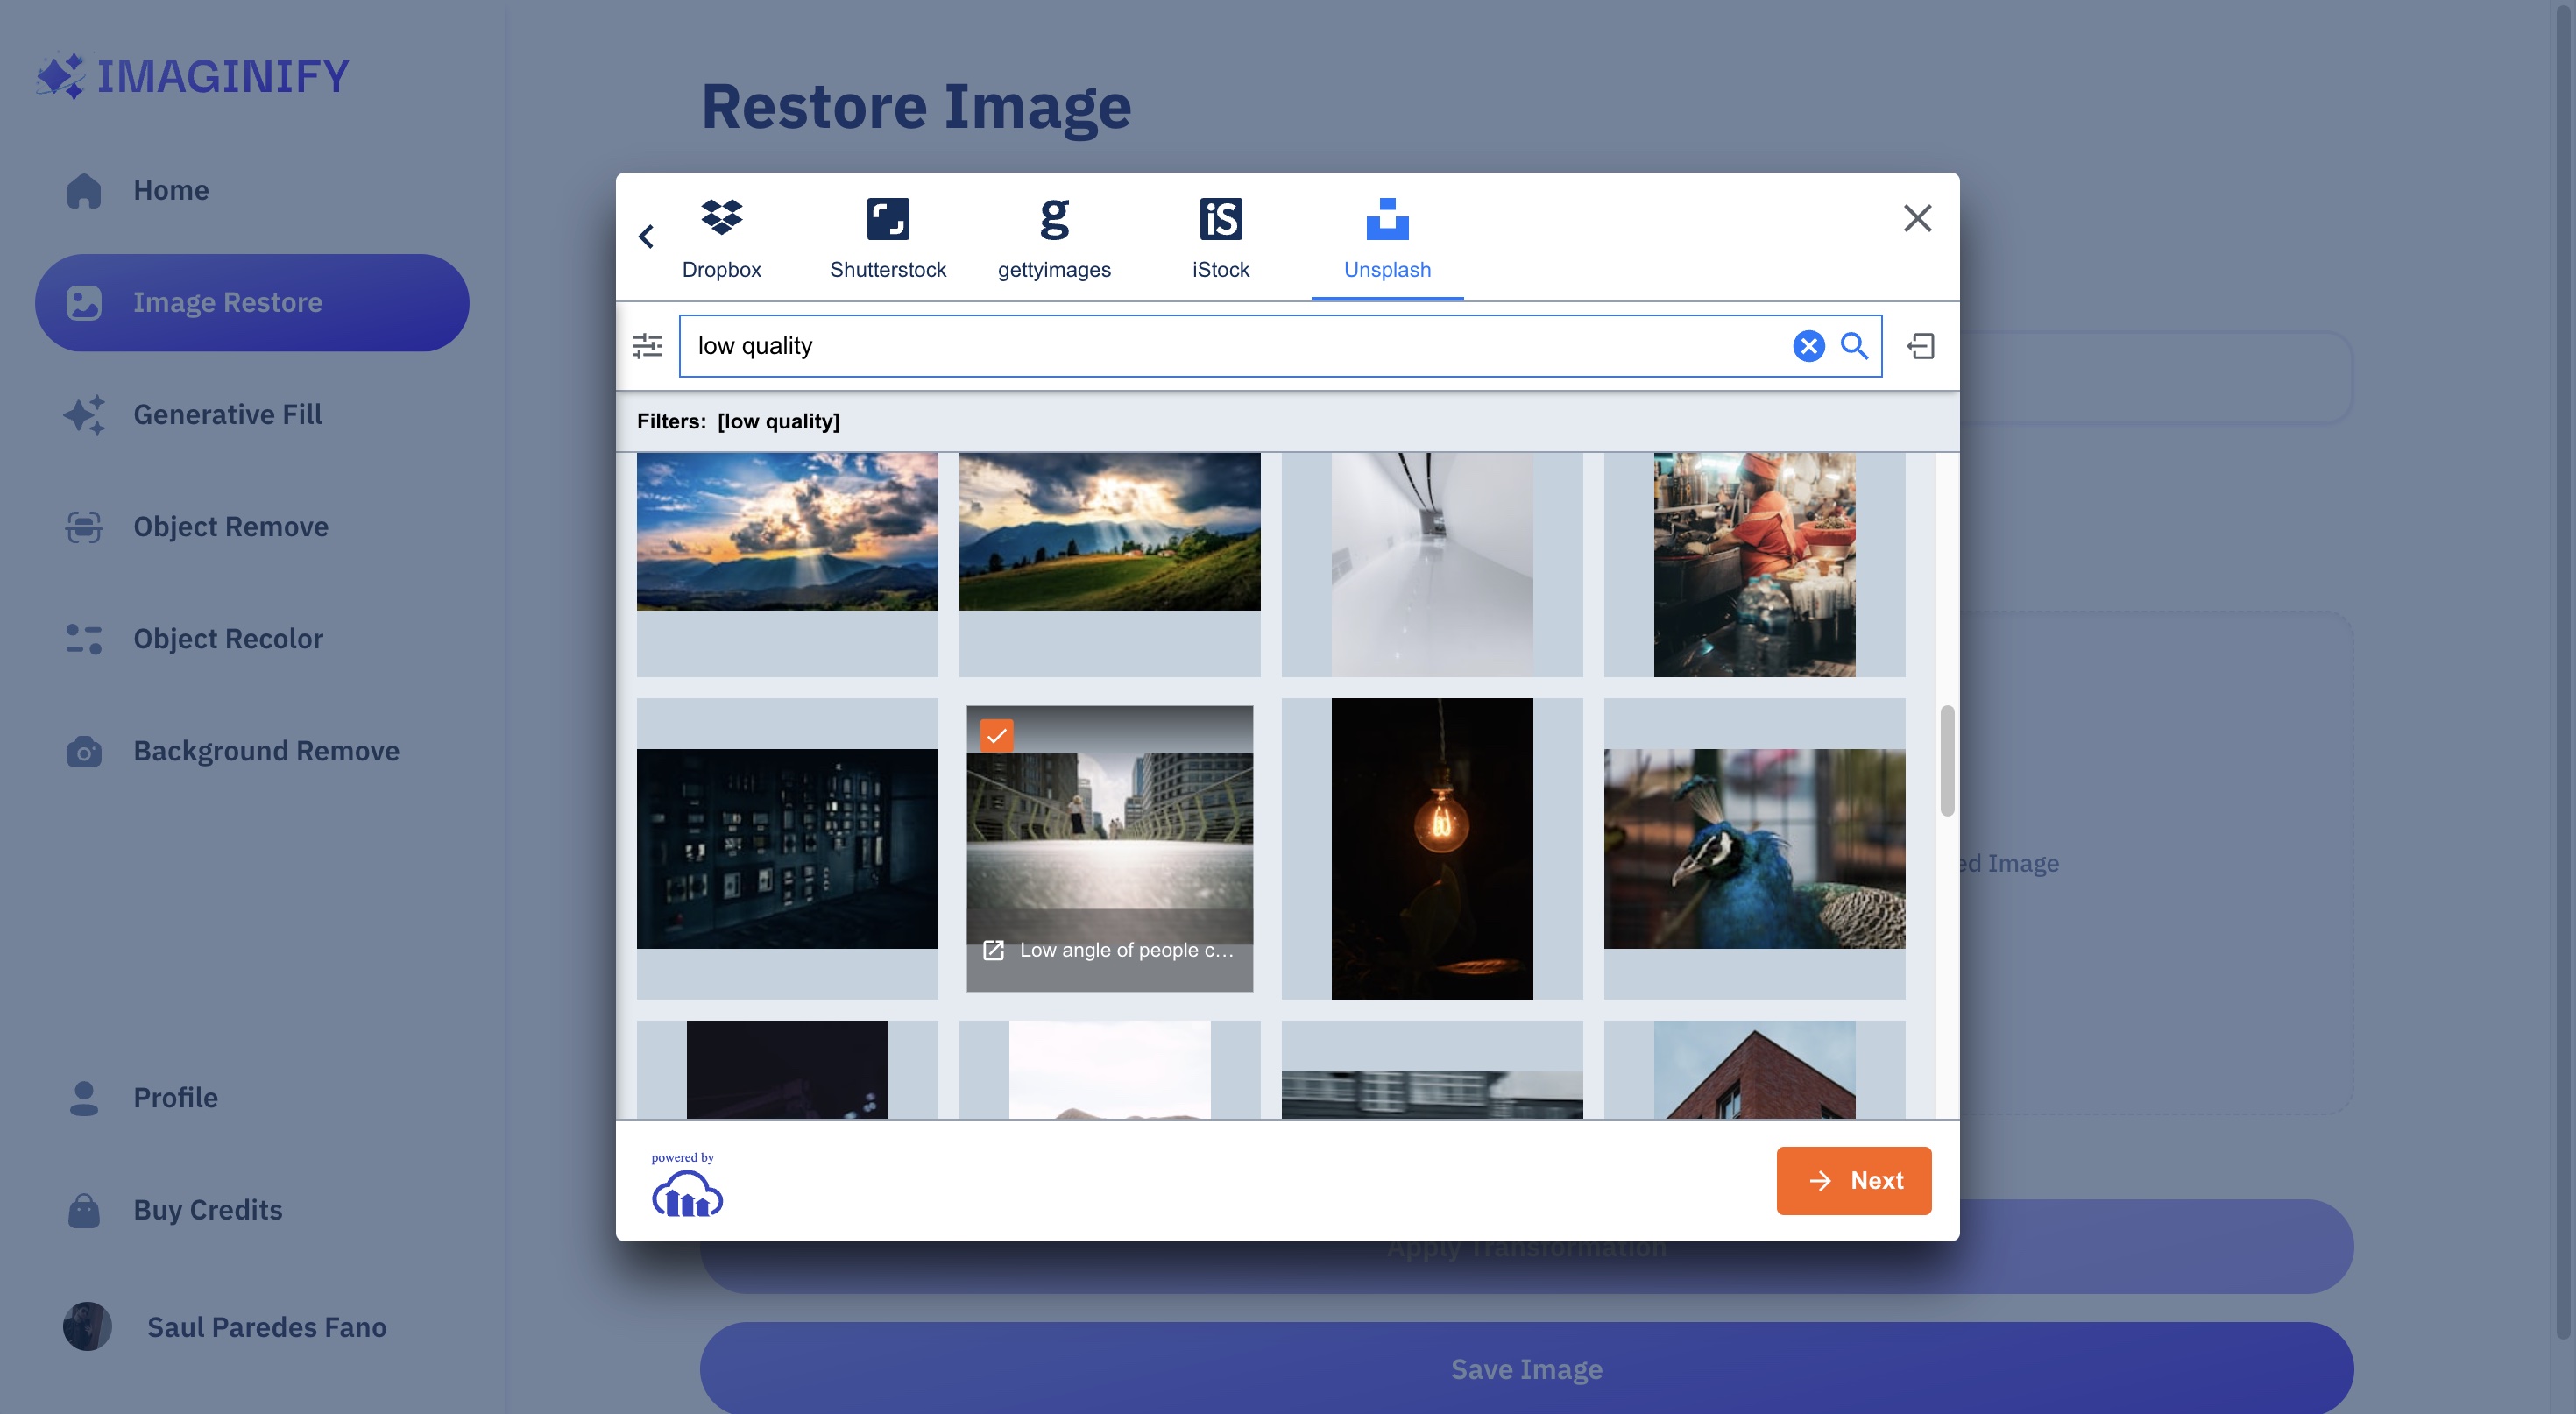 IMAGINIFY
Home
Image Restore
Generative Fill
Object Remove
Object Recolor
Background Remove
Profile
Buy Credits
Saul Paredes Fano
Restore Image
Dropbox
Shutterstock
g
gettyimages
iS
iStock
Unsplash
low quality
Filters: [low quality]
Low angle of people c...
ed Image
powered by
Next
Apply Transformation
Save Image